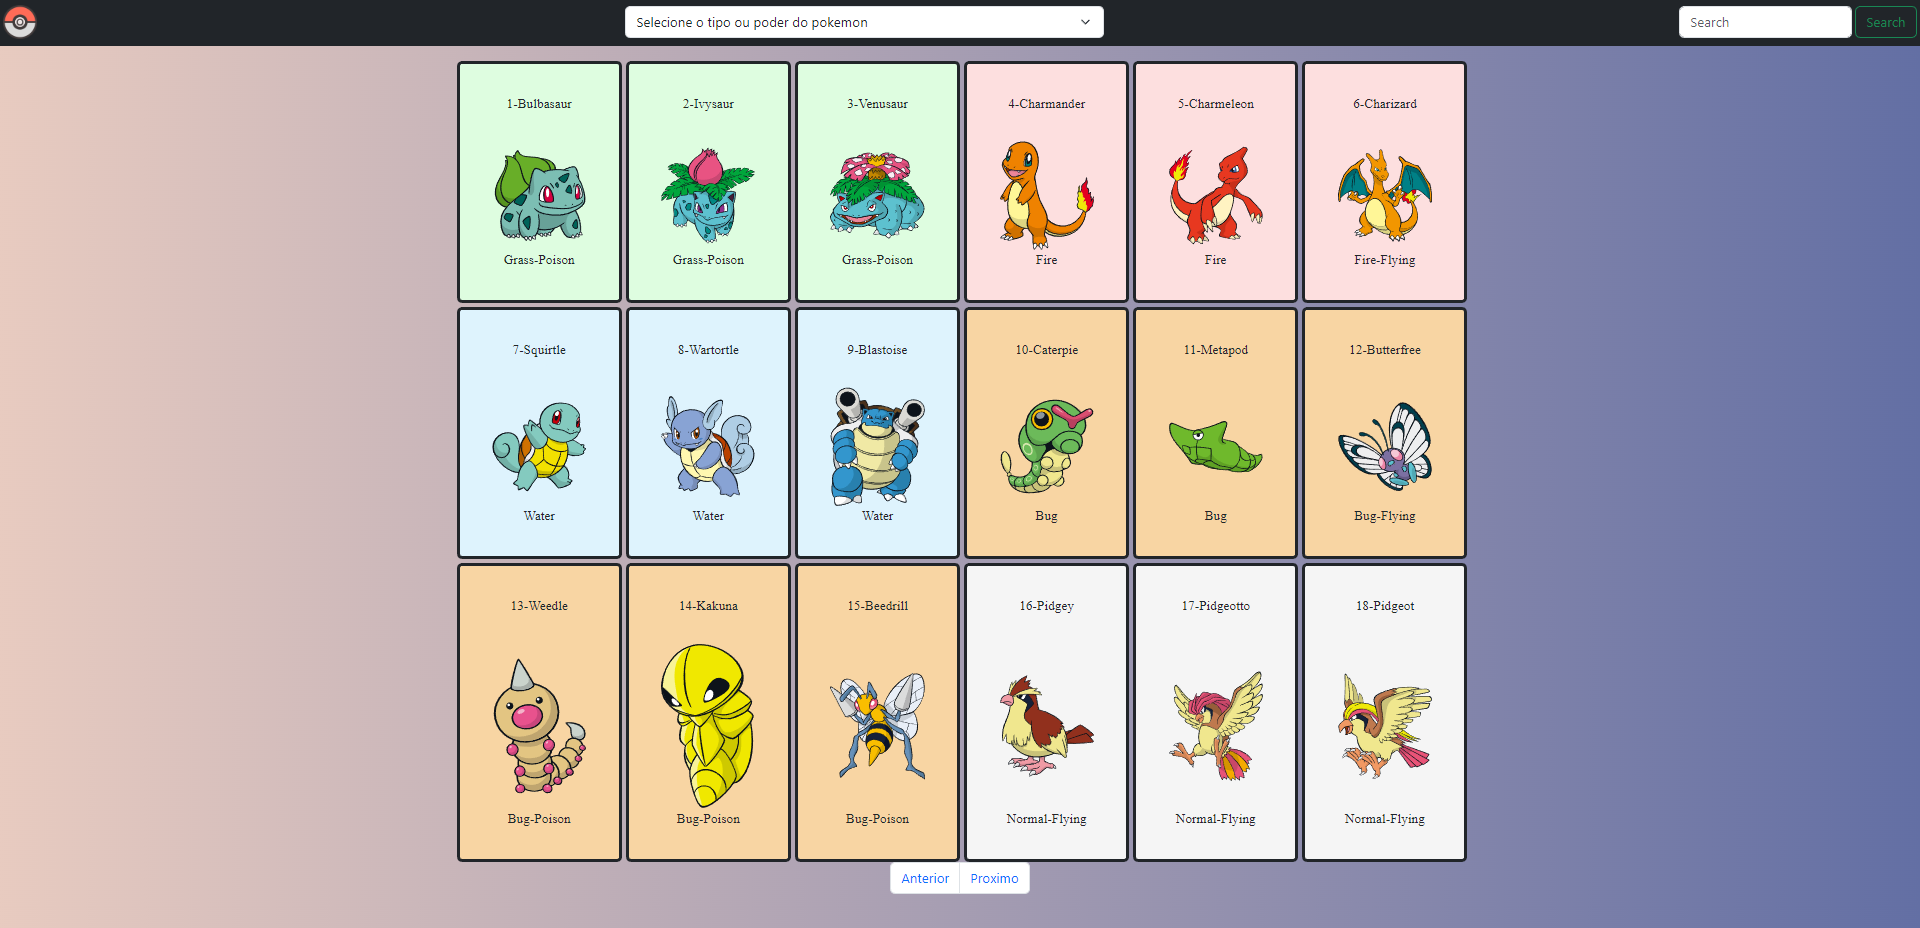 Selecione o tipo ou poder do pokemon
Search
Search
1-Bulbasaur
2-Ivysaur
3-Venusaur
4-Charmander
5-Charmeleon
6-Charizard
Grass-Poison
Grass-Poison
Grass-Poison
Fire
Fire
Fire-Flying
7-Squirtle
8-Wartortle
9-Blastoise
10-Caterpie
11-Metapod
12-Butterfree
Water
Water
Water
Bug
Bug
Bug-Flying
13-Weedle
14-Kakuna
15-Beedrill
16-Pidgey
17-Pidgeotto
18-Pidgeot
Bug-Poison
Bug-Poison
Bug-Poison
Normal-Flying
Normal-Flying
Normal-Flying
Anterior
Proximo